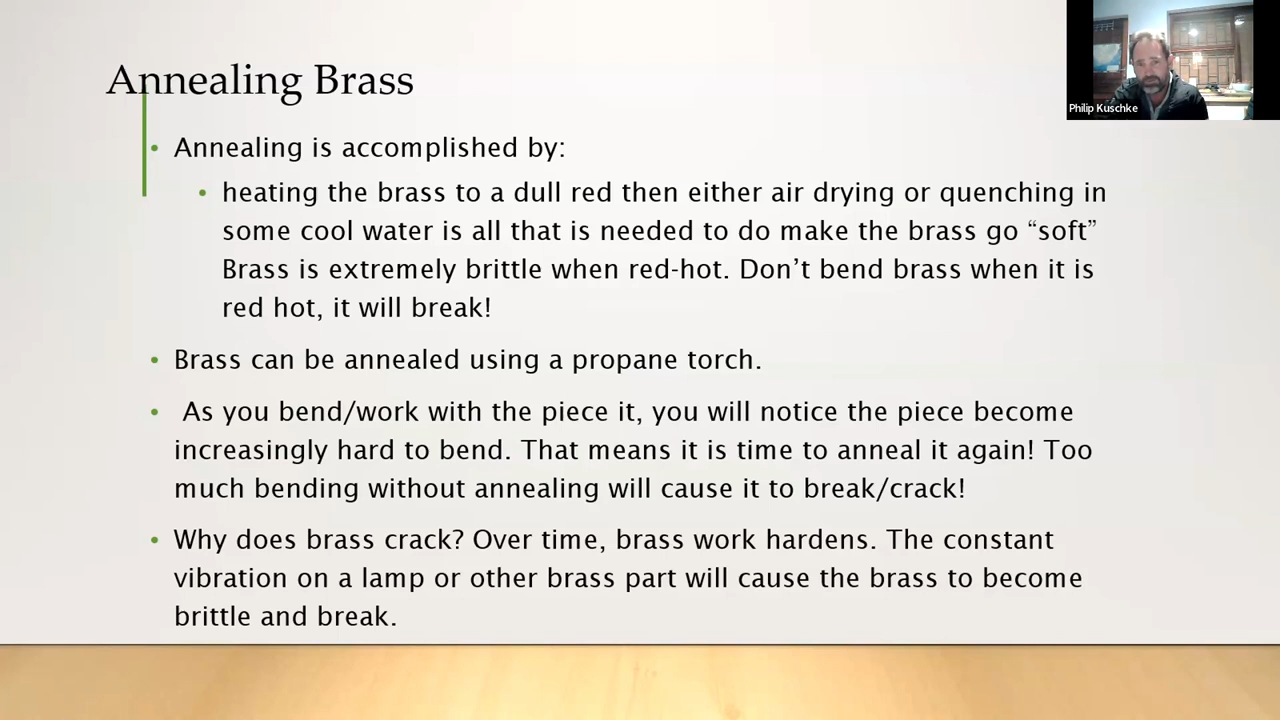 Annealing Brass
Philip Kuschke
• Annealing is accomplished by:
• heating the brass to a dull red then either air drying or quenching in
some cool water is all that is needed to do make the brass go “soft”
Brass is extremely brittle when red-hot. Don’t bend brass when it is
red hot, it will break!
• Brass can be annealed using a propane torch.
• As you bend/work with the piece it, you will notice the piece become
increasingly hard to bend. That means it is time to anneal it again! Too
much bending without annealing will cause it to break/crack!
• Why does brass crack? Over time, brass work hardens. The constant
vibration on a lamp or other brass part will cause the brass to become
brittle and break.